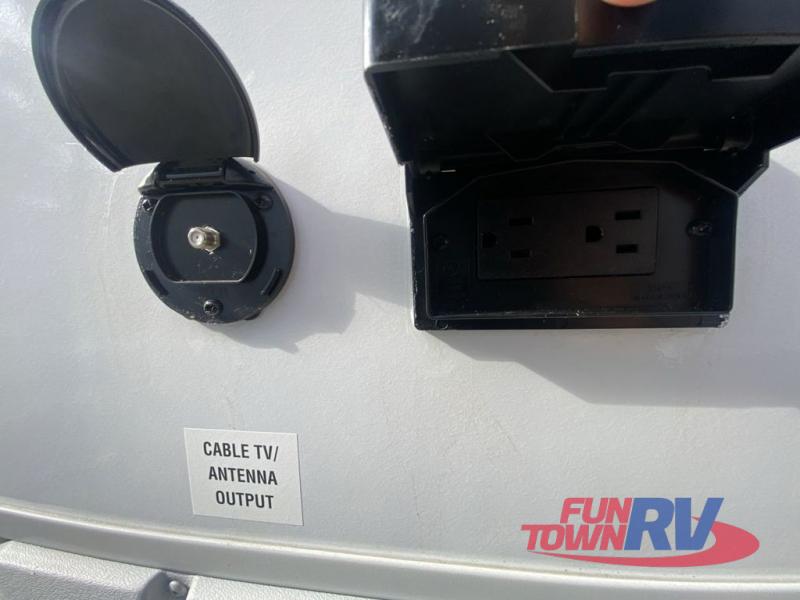 CABLE TV/
ANTENNA
OUTPUT
FUN
TOWN RV